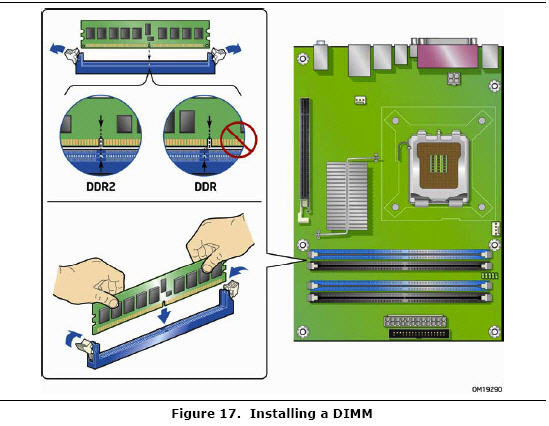 DDR2
DDR
OM19290
Figure 17. Installing a DIMM